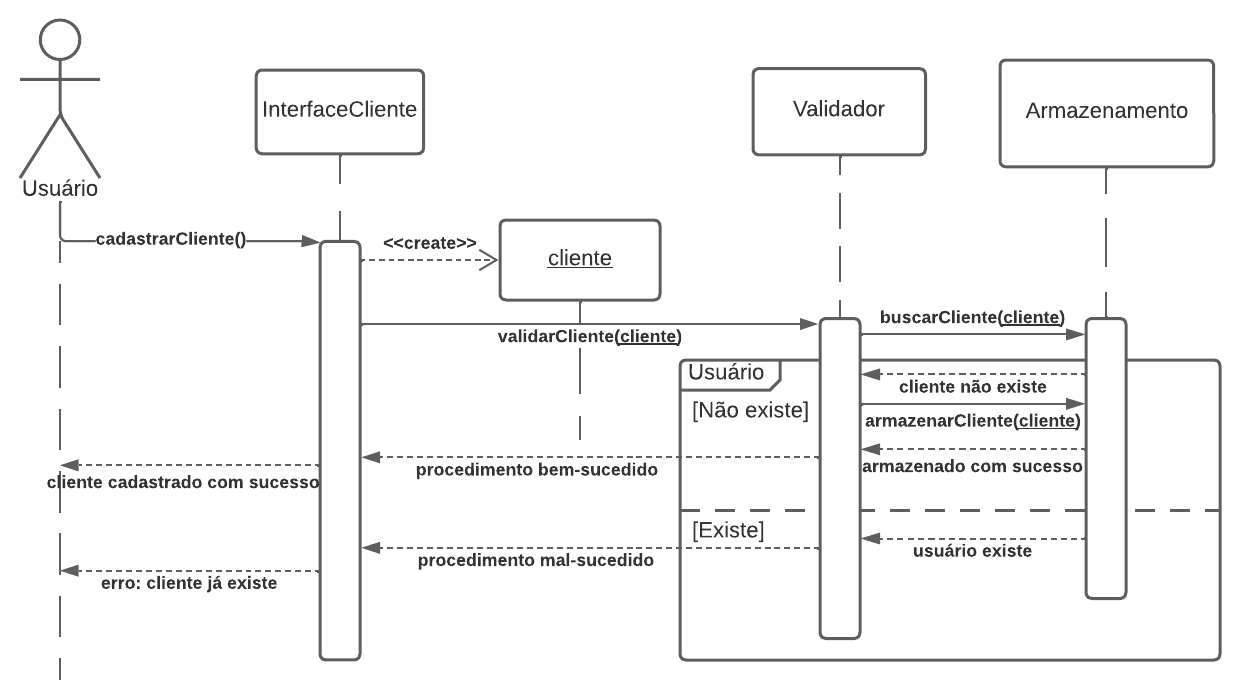 Usuário
InterfaceCliente
Validador
Armazenamento
cadastrarCliente()
<<create>>
cliente
validarCliente(cliente)
buscarCliente(cliente)
Usuário
cliente não existe
[Não existe]
armazenarCliente(cliente)
armazenado com sucesso
procedimento bem-sucedido
cliente cadastrado com sucesso
[Existe]
usuário existe
procedimento mal-sucedido
erro: cliente já existe